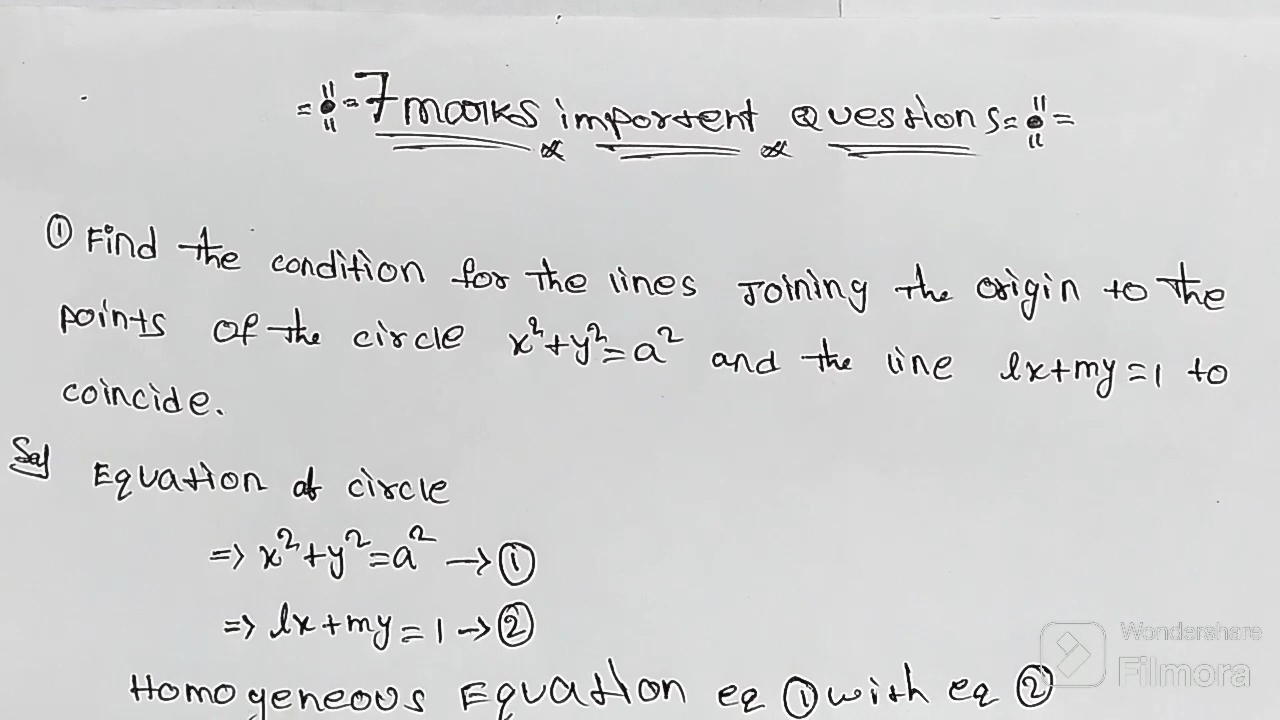 7 marks importent Questions
① Find the condition for the lines Joining the origin to the
points of the circle x²+y²=a² and the line lx+my=1 to
coincide.
Sol Equation of circle
=> x²+y²=a² → ①
=> lx+my=1 → ②
Homogeneous Equation eq ① with eq ②
Wondershare
Filmora